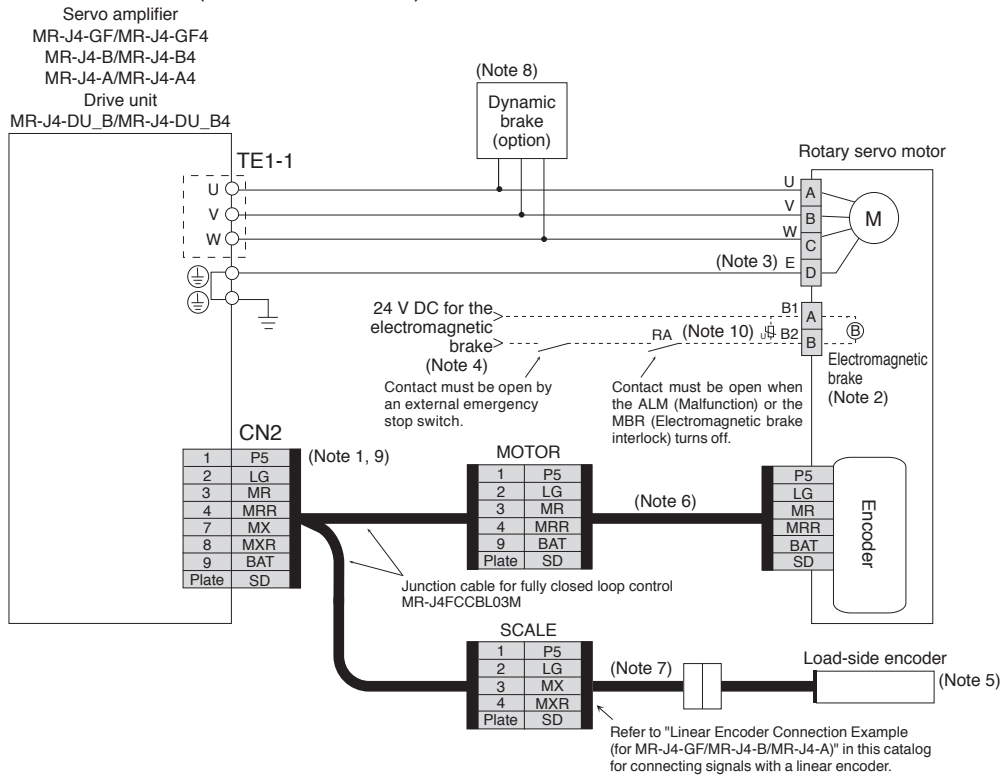 Servo amplifier
MR-J4-GF/MR-J4-GF4
MR-J4-B/MR-J4-B4
MR-J4-A/MR-J4-A4
Drive unit
MR-J4-DU_B/MR-J4-DU_B4
(Note 8)
Dynamic
brake
(option)
Rotary servo motor
TE1-1
U
V
W
U
V
W
(Note 3) E
A
B
C
D
M
24 V DC for the
electromagnetic
brake
(Note 4)
Contact must be open by
an external emergency
stop switch.
RA
(Note 10)
U
B1
B2
A
B
B
Contact must be open when
the ALM (Malfunction) or the
MBR (Electromagnetic brake
interlock) turns off.
Electromagnetic
brake
(Note 2)
CN2
1 P5
2 LG
3 MR
4 MRR
7 MX
8 MXR
9 BAT
Plate SD
(Note 1, 9)
MOTOR
1 P5
2 LG
3 MR
4 MRR
9 BAT
Plate SD
(Note 6)
P5
LG
MR
MRR
BAT
SD
Encoder
Junction cable for fully closed loop control
MR-J4FCCBL03M
SCALE
1 P5
2 LG
3 MX
4 MXR
Plate SD
(Note 7)
Load-side encoder
(Note 5)
Refer to "Linear Encoder Connection Example
(for MR-J4-GF/MR-J4-B/MR-J4-A)" in this catalog
for connecting signals with a linear encoder.